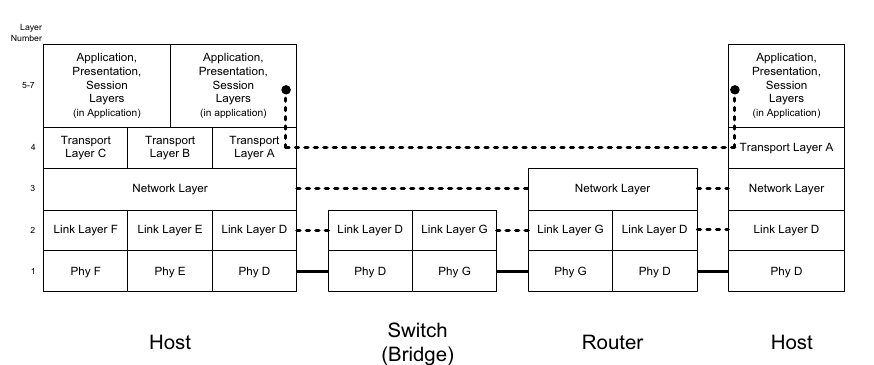 Layer
Number
Application,
Presentation,
Session
Layers
(in Application)
Application,
Presentation,
Session
Layers
(in application)
Application,
Presentation,
Session
Layers
(in Application)
5-7
4
Transport
Layer C
Transport
Layer B
Transport
Layer A
Transport Layer A
3
Network Layer
Network Layer
Network Layer
2
Link Layer F
Link Layer E
Link Layer D
Link Layer D
Link Layer G
Link Layer G
Link Layer D
Link Layer D
1
Phy F
Phy E
Phy D
Phy D
Phy G
Phy G
Phy D
Phy D
Host
Switch
(Bridge)
Router
Host